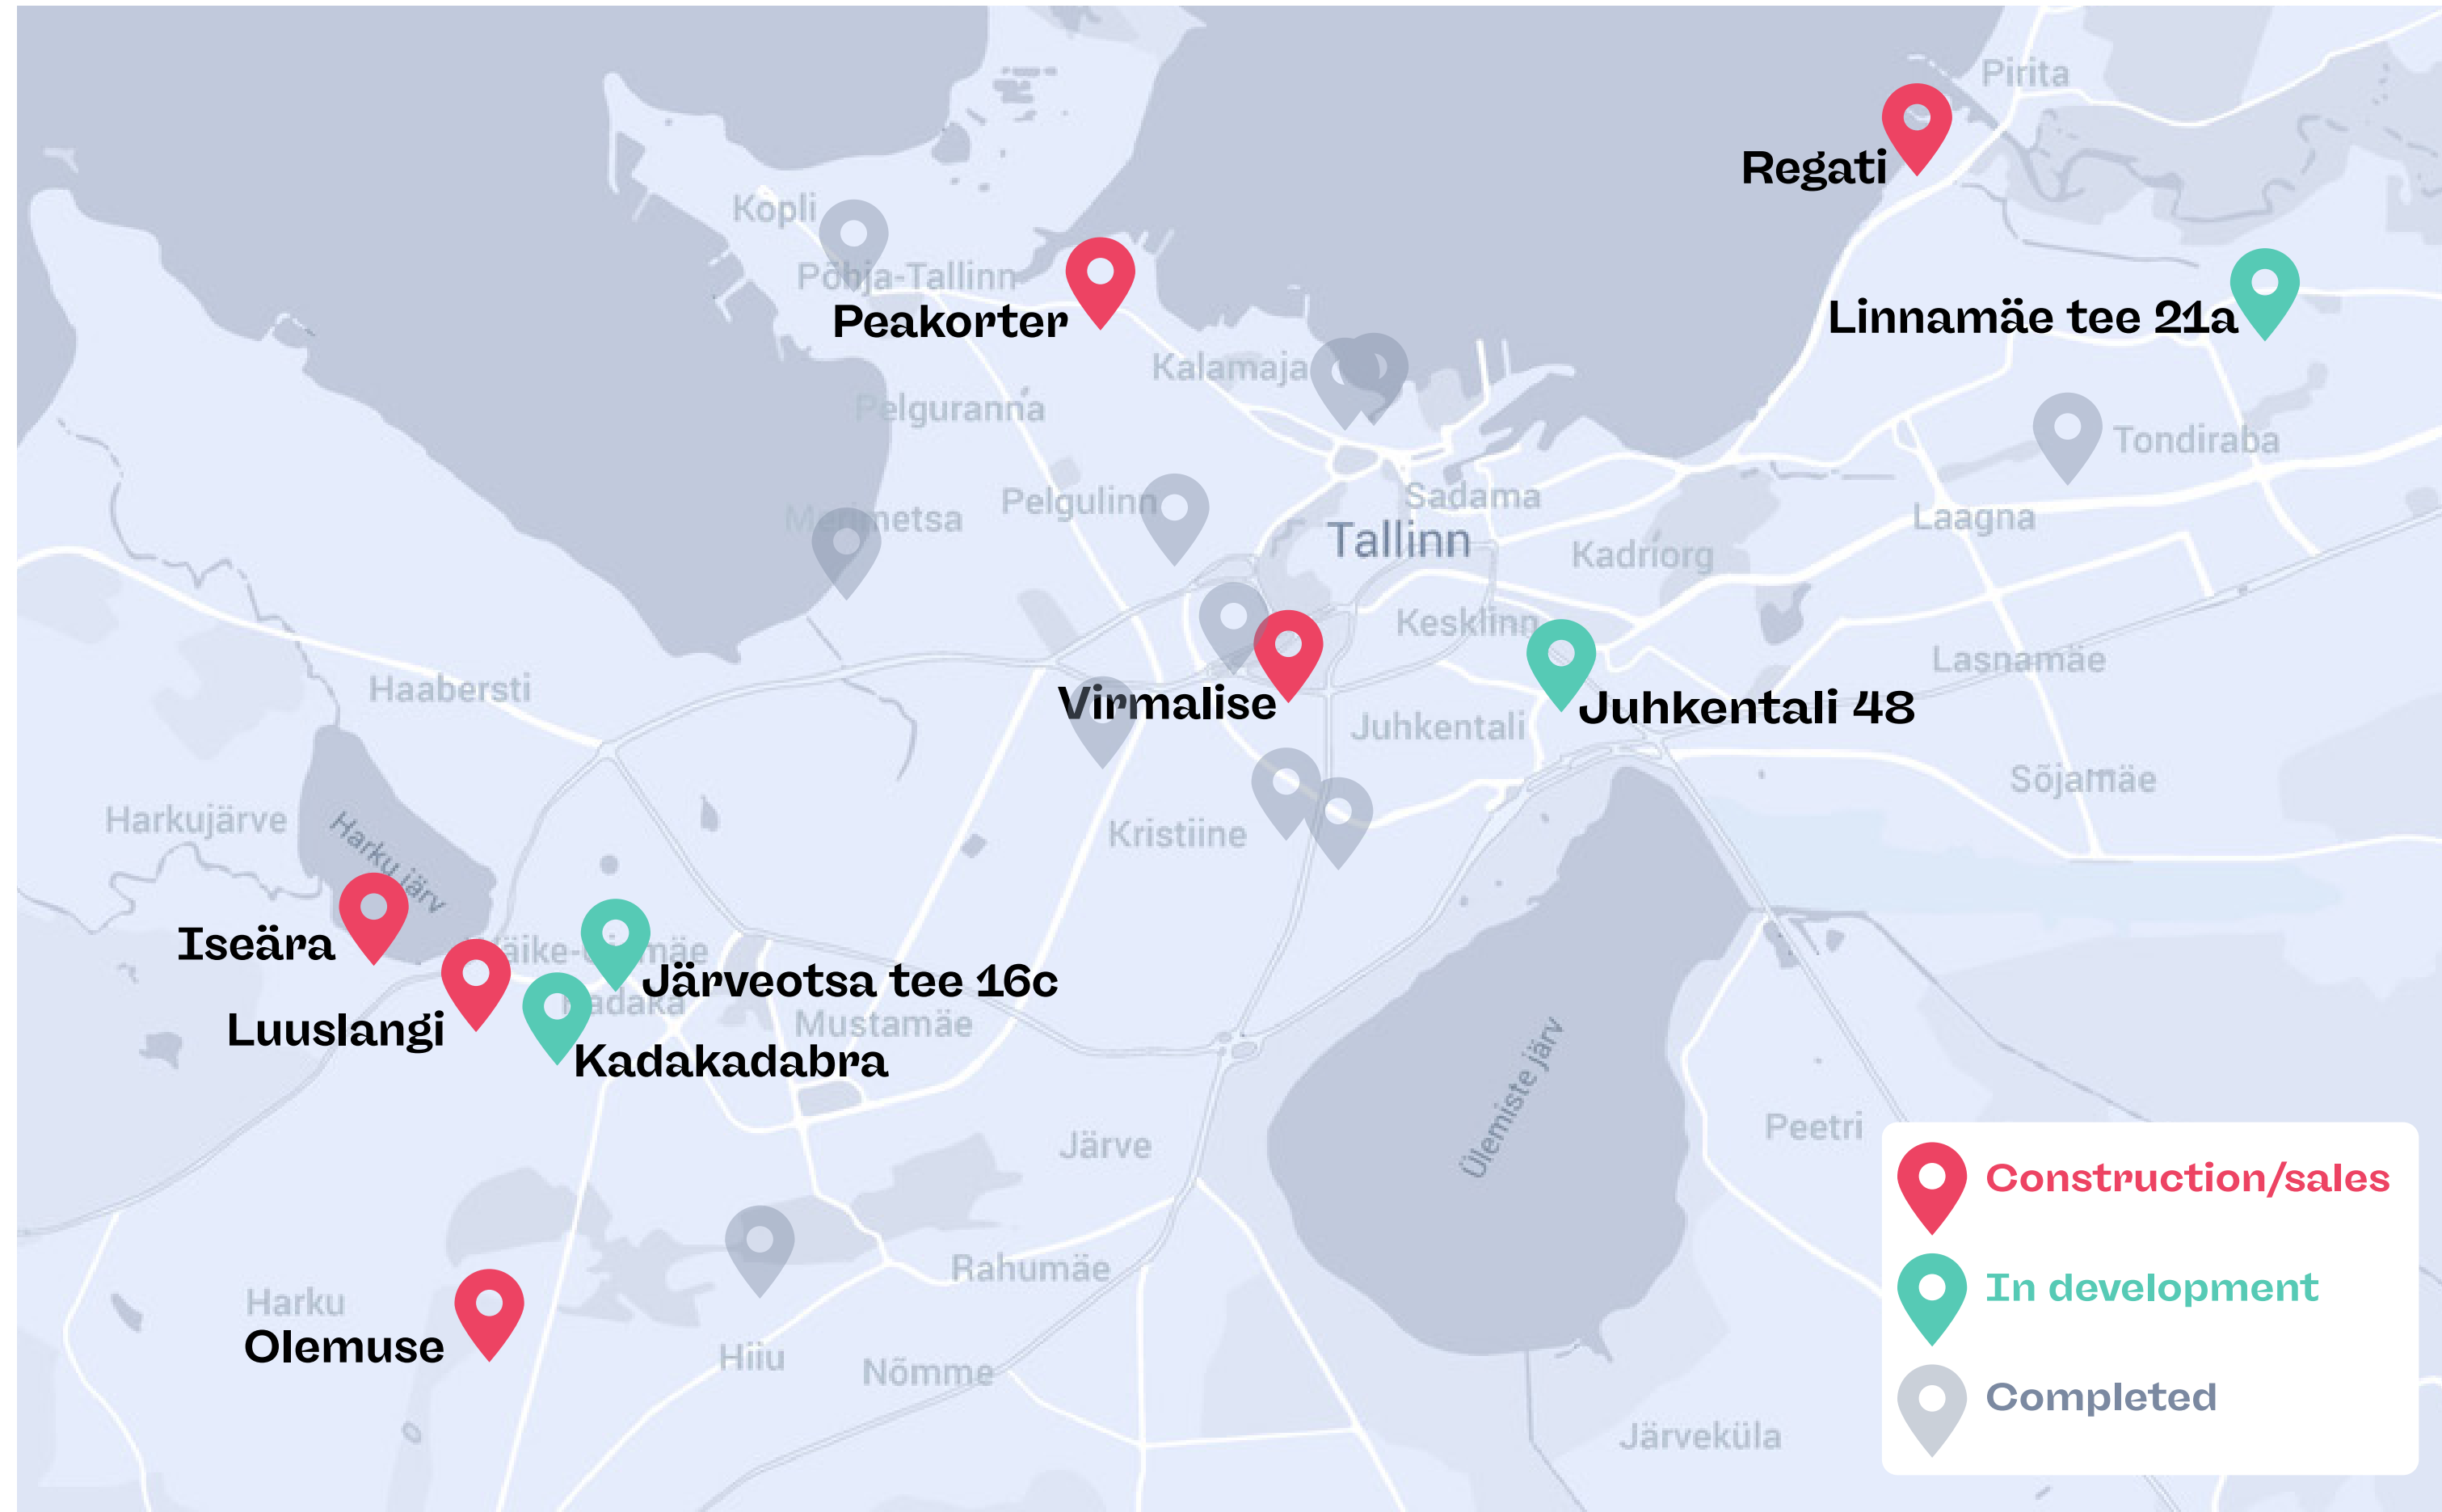 Pirita
Regati
Kopli
Põhja-Tallinn
Peakorter
Linnamäe tee 21a
Kalamaja
Pelguranna
Tondiraba
Pelgulinn
Sadama
Laagna
Tallinn
Kadriorg
Kesklinn
Lasnamäe
Haabersti
Virmalise
Juhkentali 48
Juhkentali
Sõjamäe
Harkujärve
Harku järv
Kristiine
Iseära
Järveotsa tee 16c
Kadaka
Luuslangi
Mustamäe
Kadakadabra
Ülemiste järv
Peetri
Järve
Construction/sales
Rahumäe
In development
Harku
Olemuse
Hiiu
Nõmme
Completed
Järveküla